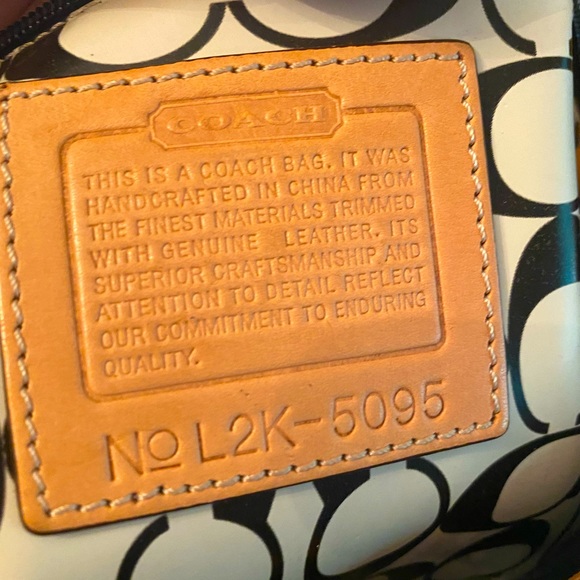 COACH
THIS IS A COACH BAG. IT WAS
HANDCRAFTED IN CHINA FROM
THE FINEST MATERIALS TRIMMED
WITH GENUINE LEATHER. ITS
SUPERIOR CRAFTSMANSHIP AND
ATTENTION TO DETAIL REFLECT
OUR COMMITMENT TO ENDURING
QUALITY.
No L2K-5095